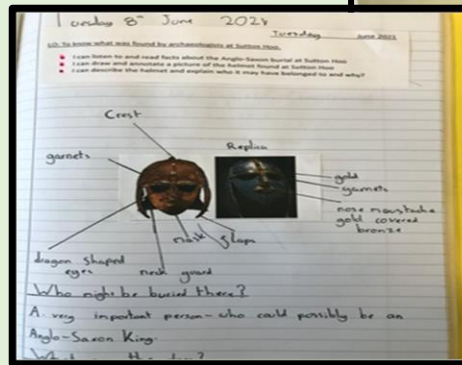 Tuesday 8th June 2021
Tuesday June 2021
LO: To know what was found by archaeologists at Sutton Hoo.
I can listen to and read facts about the Anglo-Saxon burial at Sutton Hoo
I can draw and annotate a picture of the helmet found at Sutton Hoo
I can describe the helmet and explain who it may have belonged to and why?
Crest
Replica
garnets
gold
garnets
nose moustache
gold covered
bronze
mask flaps
dragon shaped
eyes
neck guard
Who might be buried there?
A very important person - who could possibly be an
Anglo-Saxon King.